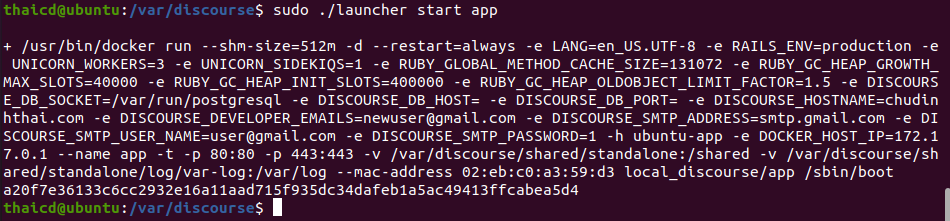 thaicd@ubuntu:/var/discourse$ sudo ./launcher start app
+ /usr/bin/docker run --shm-size=512m -d --restart=always -e LANG=en_US.UTF-8 -e RAILS_ENV=production -e
 UNICORN_WORKERS=3 -e UNICORN_SIDEKIQS=1 -e RUBY_GLOBAL_METHOD_CACHE_SIZE=131072 -e RUBY_GC_HEAP_GROWTH_
MAX_SLOTS=40000 -e RUBY_GC_HEAP_INIT_SLOTS=400000 -e RUBY_GC_HEAP_OLDOBJECT_LIMIT_FACTOR=1.5 -e DISCOURS
E_DB_SOCKET=/var/run/postgresql -e DISCOURSE_DB_HOST= -e DISCOURSE_DB_PORT= -e DISCOURSE_HOSTNAME=chudin
hthai.com -e DISCOURSE_DEVELOPER_EMAILS=newuser@gmail.com -e DISCOURSE_SMTP_ADDRESS=smtp.gmail.com -e DI
SCOURSE_SMTP_USER_NAME=user@gmail.com -e DISCOURSE_SMTP_PASSWORD=1 -h ubuntu-app -e DOCKER_HOST_IP=172.1
7.0.1 --name app -t -p 80:80 -p 443:443 -v /var/discourse/shared/standalone:/shared -v /var/discourse/sh
ared/standalone/log/var-log:/var/log --mac-address 02:eb:c0:a3:59:d3 local_discourse/app /sbin/boot
a20f7e36133c6cc2932e16a11aad715f935dc34dafeb1a5ac49413ffcabea5d4
thaicd@ubuntu:/var/discourse$